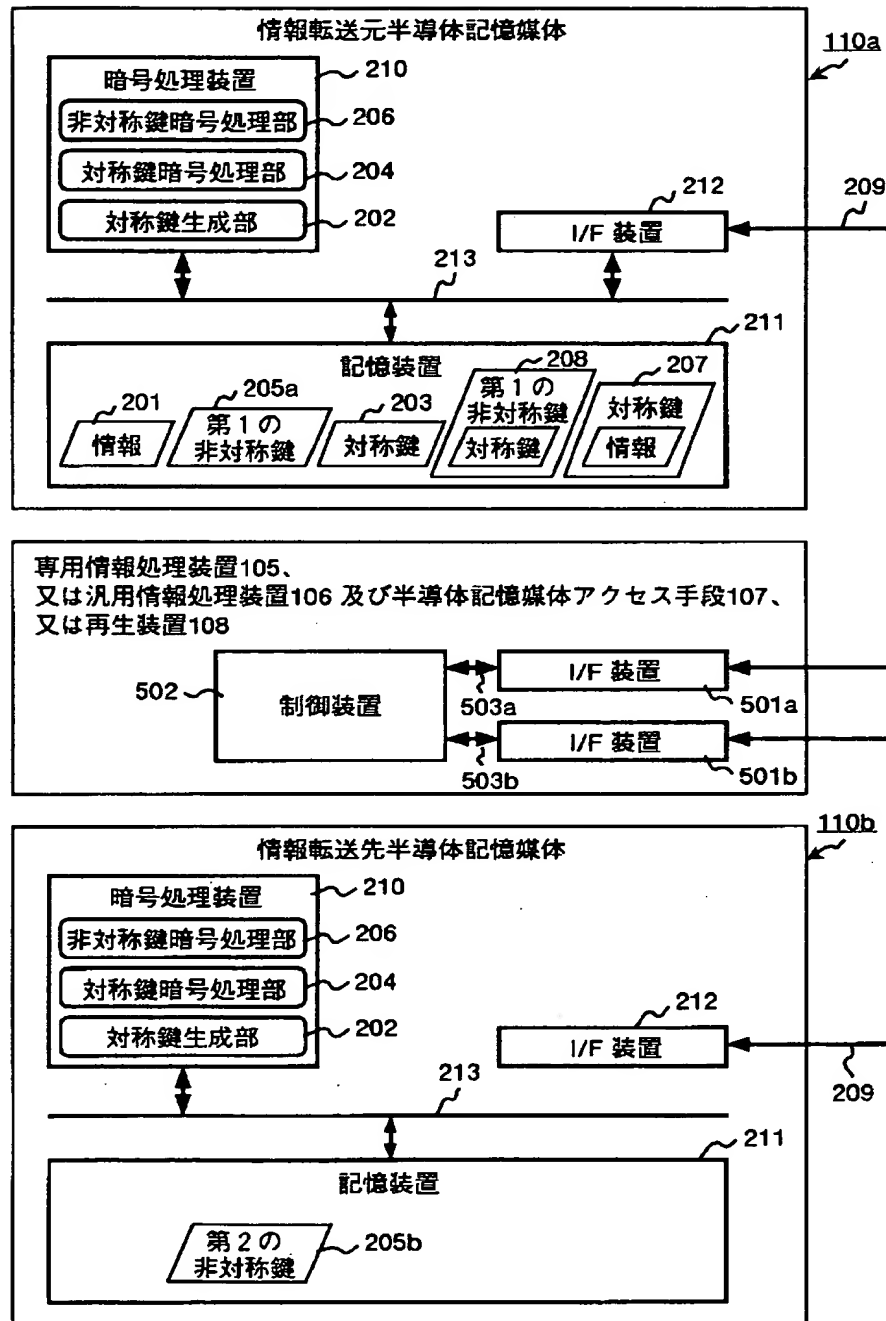 情報転送元半導体記憶媒体
110a
暗号処理装置
210
非対称鍵暗号処理部
206
対称鍵暗号処理部
204
対称鍵生成部
202
212
I/F 装置
209
213
211
記憶装置
201
情報
205a
第1の
非対称鍵
203
対称鍵
208
第1の
非対称鍵
対称鍵
207
対称鍵
情報
専用情報処理装置105、
又は汎用情報処理装置106 及び半導体記憶媒体アクセス手段107、
又は再生装置108
502
制御装置
503a
I/F 装置
501a
503b
I/F 装置
501b
110b
情報転送先半導体記憶媒体
暗号処理装置
210
非対称鍵暗号処理部
206
対称鍵暗号処理部
204
対称鍵生成部
202
212
I/F 装置
209
213
211
記憶装置
第2の
非対称鍵
205b